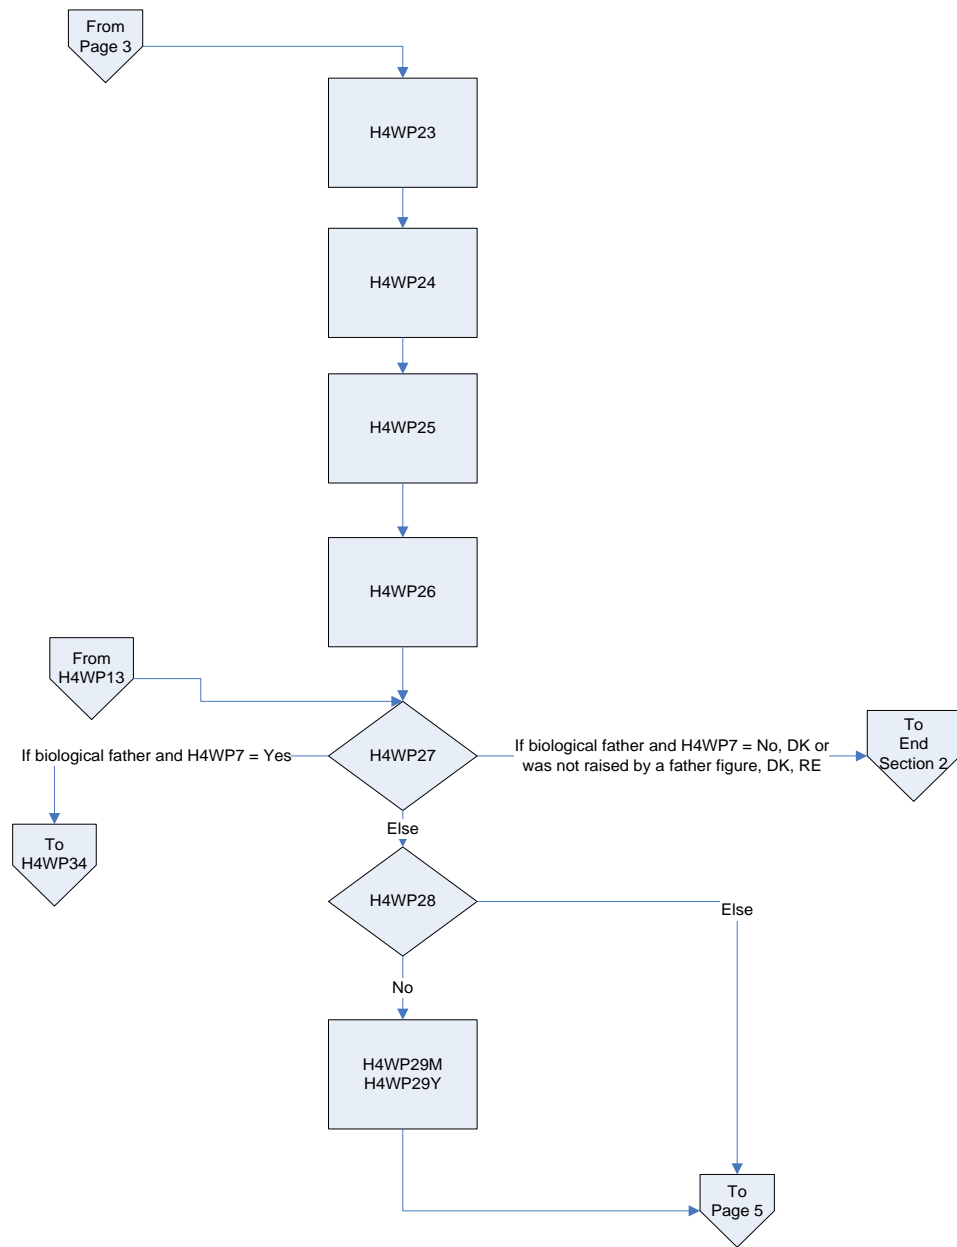 From
Page 3
H4WP23
H4WP24
H4WP25
H4WP26
From
H4WP13
H4WP27
If biological father and H4WP7 = Yes
If biological father and H4WP7 = No, DK or
was not raised by a father figure, DK, RE
To
End
Section 2
To
H4WP34
Else
H4WP28
Else
No
H4WP29M
H4WP29Y
To
Page 5